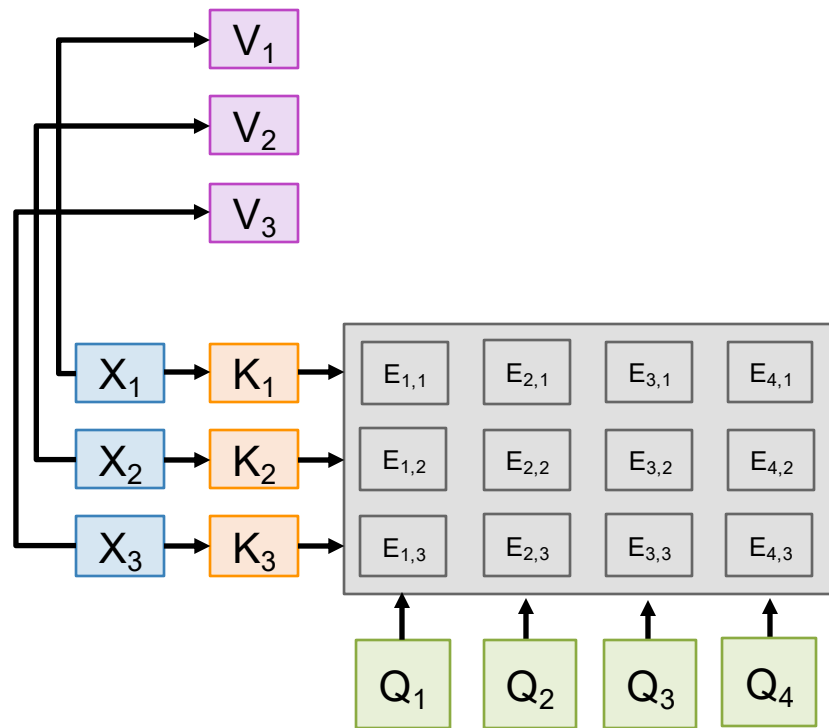 V1
V2
V3
X1 K1 E1,1 E2,1 E3,1 E4,1
X2 K2 E1,2 E2,2 E3,2 E4,2
X3 K3 E1,3 E2,3 E3,3 E4,3
Q1 Q2 Q3 Q4